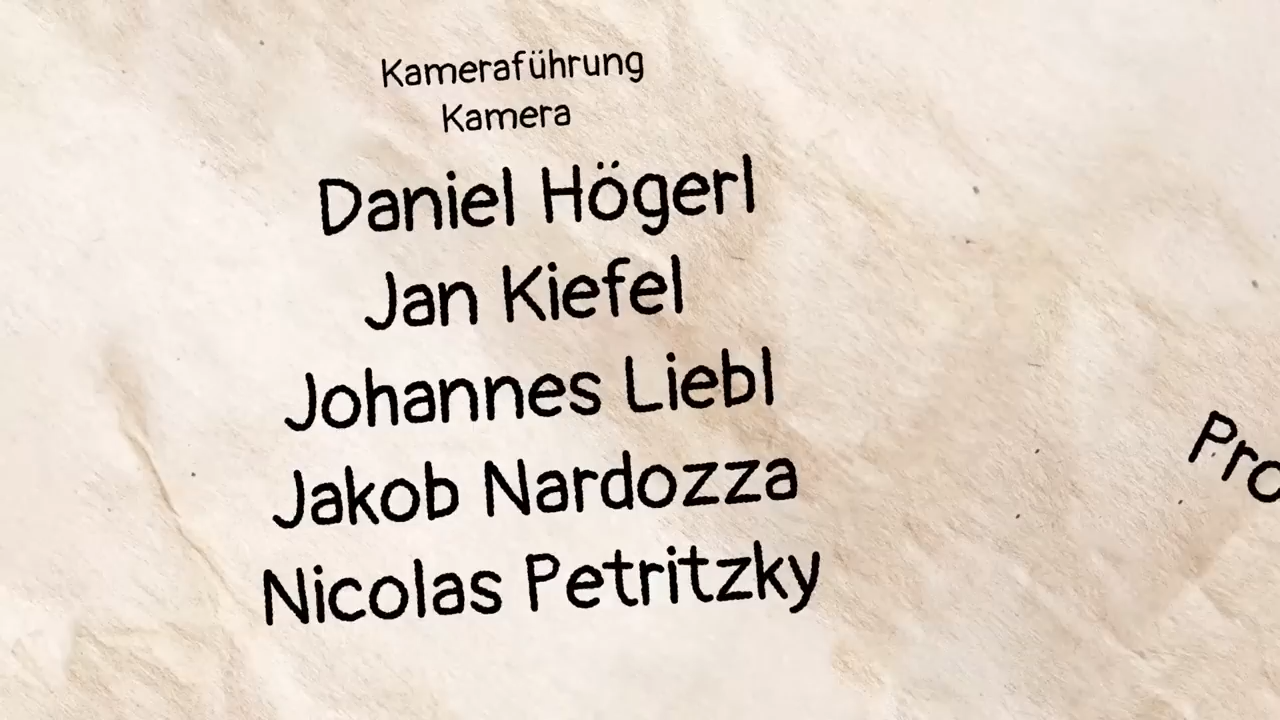 Kameraführung
Kamera
Daniel Högerl
Jan Kiefel
Johannes Liebl
Jakob Nardozza
Nicolas Petritzky